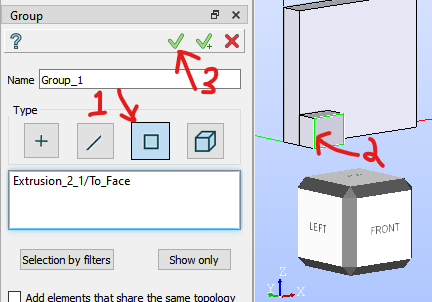 Group
?
3
Name Group_1
1
Type
Extrusion_2_1/To_Face
Selection by filters
Show only
Add elements that share the same topology
2
LEFT
FRONT
Z
Y
X